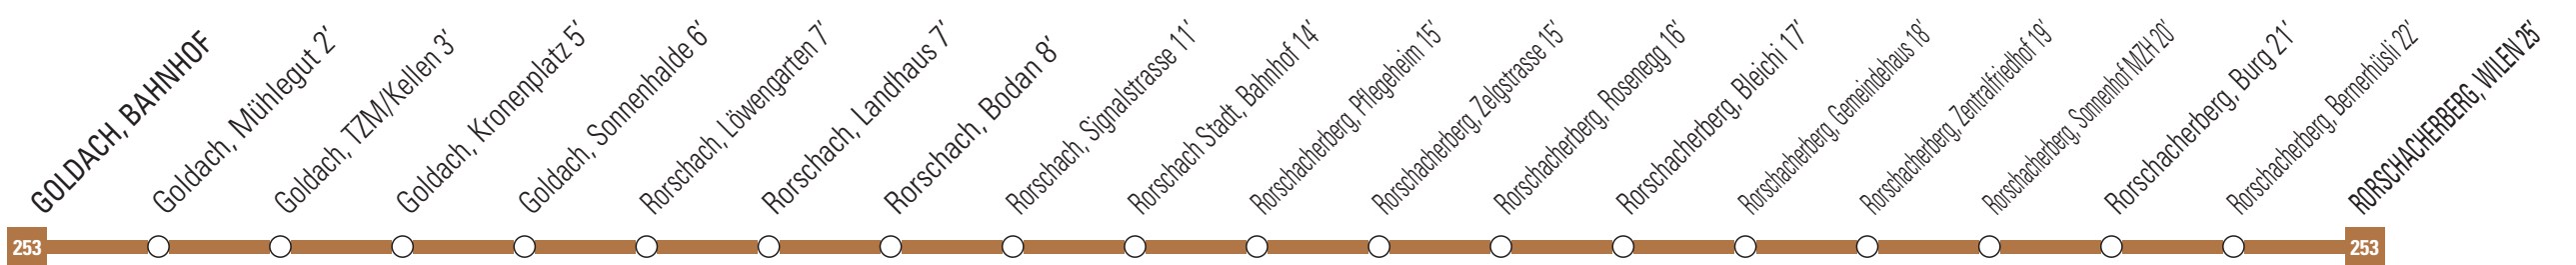 GOLDACH, BAHNHOF
Goldach, Mühlegut 2'
Goldach, TZM/Kellen 3'
Goldach, Kronenplatz 5'
Goldach, Sonnenhalde 6'
Rorschach, Löwengarten 7'
Rorschach, Landhaus 7'
Rorschach, Bodan 8'
Rorschach, Signalstrasse 11'
Rorschach Stadt, Bahnhof 14'
Rorschacherberg, Pflegeheim 15'
Rorschacherberg, Zelgstrasse 15'
Rorschacherberg, Rosenegg 16'
Rorschacherberg, Bleichi 17'
Rorschacherberg, Gemeindehaus 18'
Rorschacherberg, Zentralfriedhof 19'
Rorschacherberg, Sonnenhof MZH 20'
Rorschacherberg, Burg 21'
Rorschacherberg, Bernerhüsli 22'
RORSCHACHERBERG, WILEN 25'
253
253